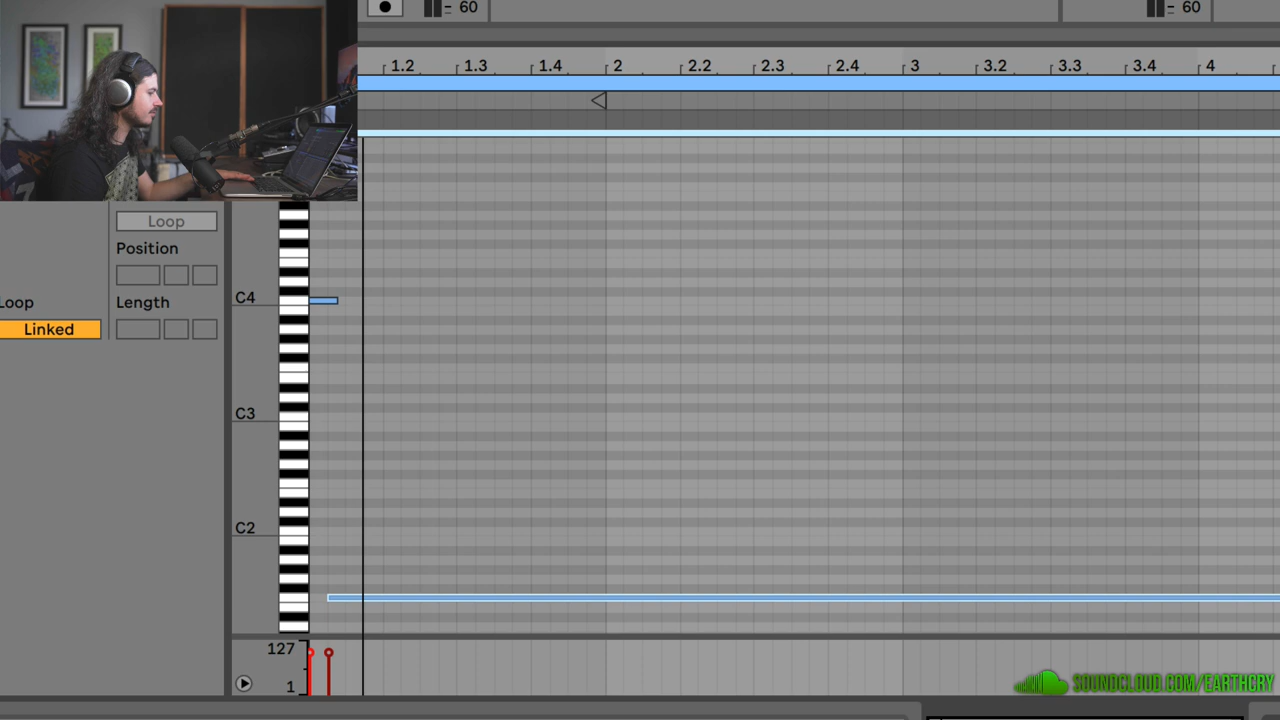 60
60
1.2 1.3 1.4 2 2.2 2.3 2.4 3 3.2 3.3 3.4 4
Loop
Position
Loop
Length
Linked
C4
C3
C2
127
1
SOUNDCLOUD.COM/EARTHCRY